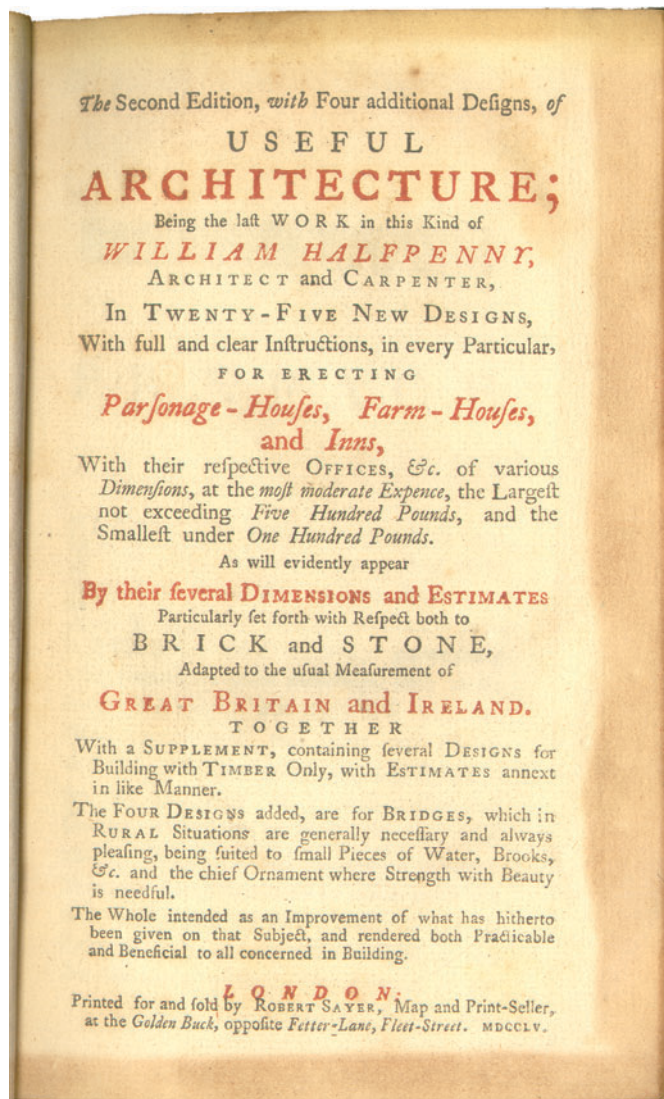 The Second Edition, with Four additional Deſigns, of
USEFUL
ARCHITECTURE;
Being the laſt WORK in this Kind of
WILLIAM HALFPENNY,
ARCHITECT and CARPENTER,
In TWENTY-FIVE NEW DESIGNS,
With full and clear Inſtructions, in every Particular,
FOR ERECTING
Parſonage-Houſes, Farm-Houſes,
and Inns,
With their reſpective OFFICES, &c. of various
Dimenſions, at the moſt moderate Expence, the Largeſt
not exceeding Five Hundred Pounds, and the
Smalleſt under One Hundred Pounds.
As will evidently appear
By their ſeveral DIMENSIONS and ESTIMATES
Particularly ſet forth with Reſpect both to
BRICK and STONE,
Adapted to the uſual Meaſurement of
GREAT BRITAIN and IRELAND.
TOGETHER
With a SUPPLEMENT, containing ſeveral DESIGNS for
Building with TIMBER Only, with ESTIMATES annext
in like Manner.
The FOUR DESIGNS added, are for BRIDGES, which in
RURAL Situations are generally neceſſary and always
pleaſing, being ſuited to ſmall Pieces of Water, Brooks,
&c. and the chief Ornament where Strength with Beauty
is needful.
The Whole intended as an Improvement of what has hitherto
been given on that Subject, and rendered both Practicable
and Beneficial to all concerned in Building.
LONDON:
Printed for and ſold by ROBERT SAYER, Map and Print-Seller,
at the Golden Buck, oppoſite Fetter-Lane, Fleet-Street. MDCCLV.